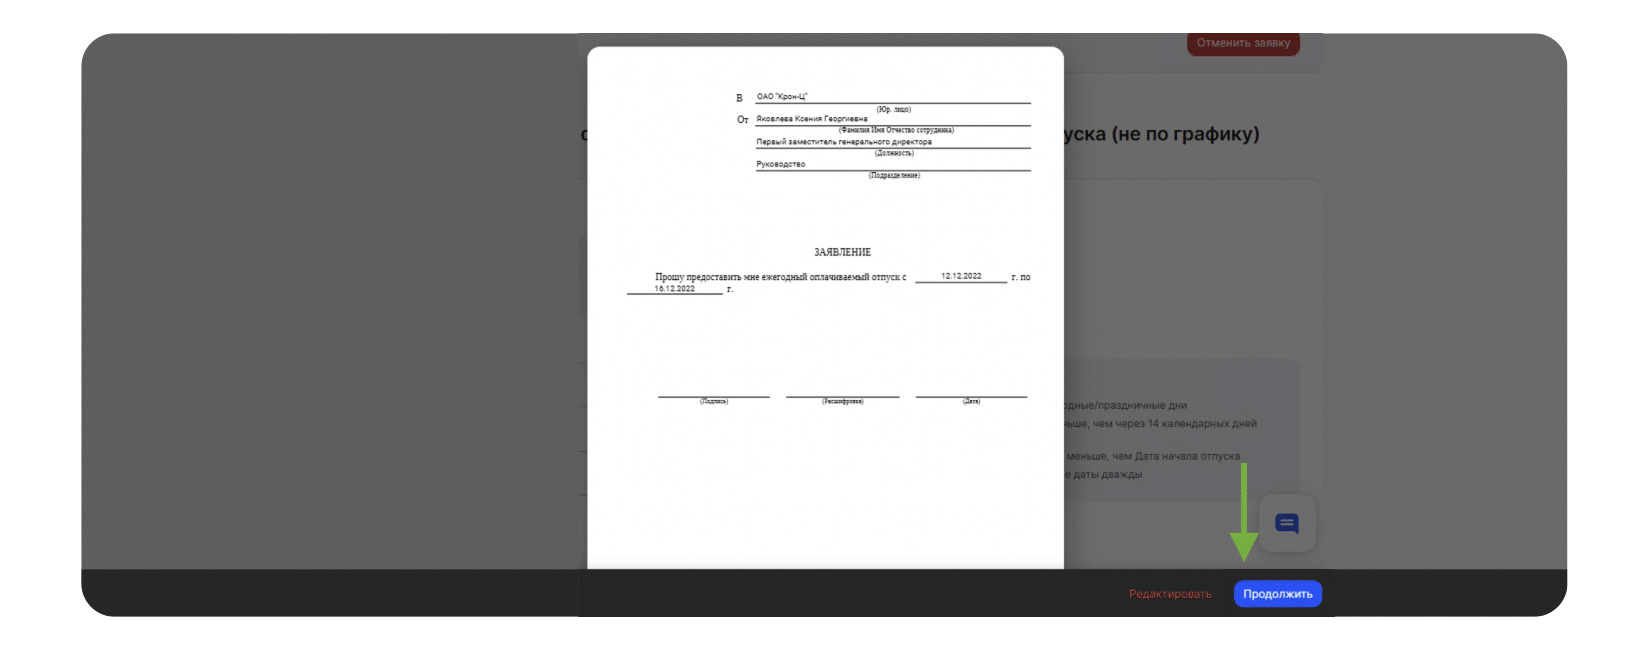 Отменить заявку
В ОАО "Крон-Ц"
(Юр. лицо)
От Яковлева Ксения Георгиевна
(Фамилия Имя Отчество сотрудника)
Первый заместитель генерального директора
(Должность)
Руководство
(Подразделение)
уска (не по графику)
ЗАЯВЛЕНИЕ
Прошу предоставить мне ежегодный оплачиваемый отпуск с 12.12.2022 г. по
16.12.2022 г.
(Подпись) (Расшифровка) (Дата)
одные/праздничные дни
ньше, чем через 14 календарных дней
меньше, чем Дата начала отпуска
е даты дважды
Редактировать Продолжить